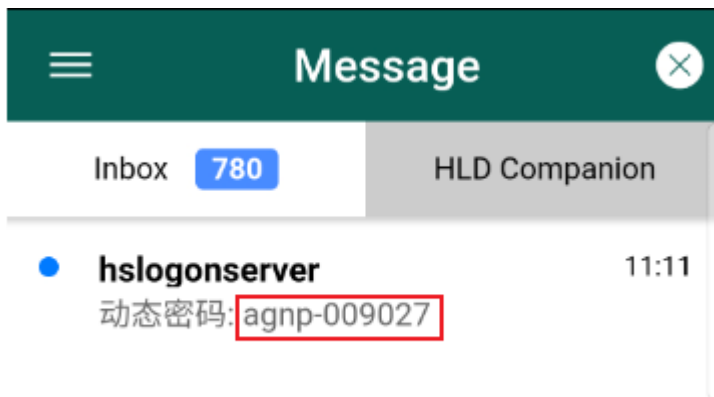 Message
Inbox 780 HLD Companion
hslogonserver 11:11
动态密码: agnp-009027